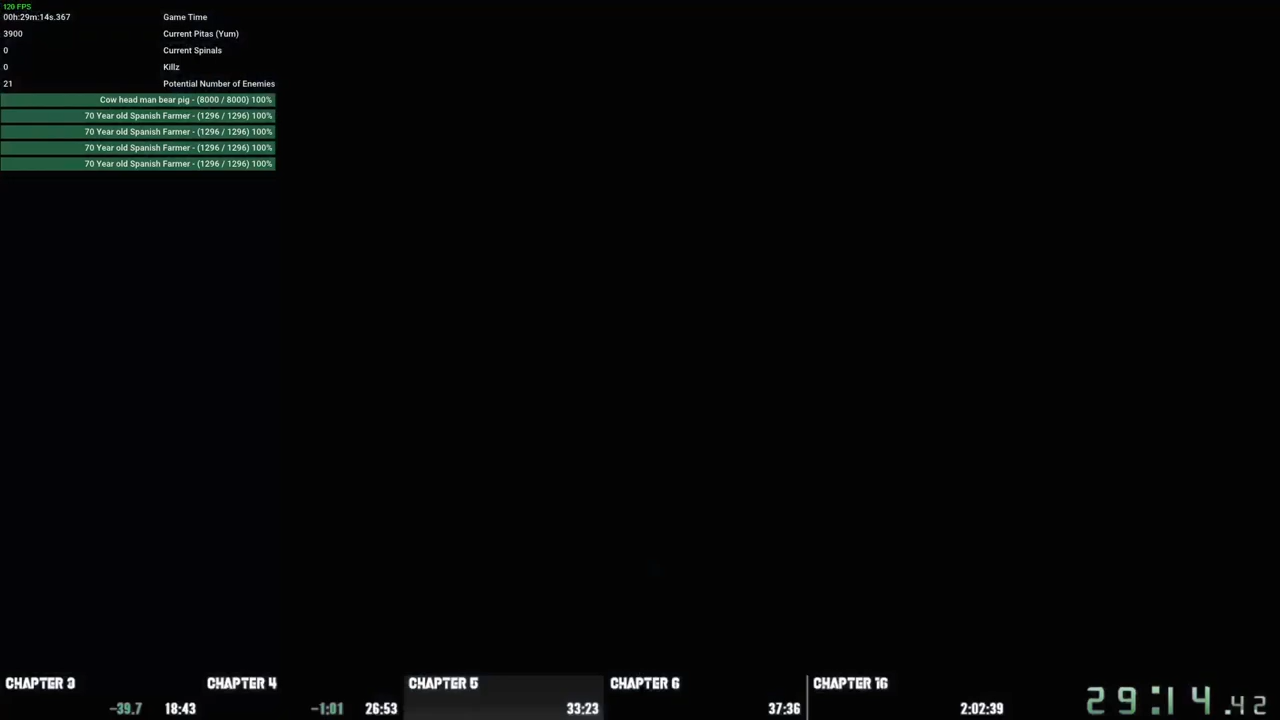 120 FPS
00h:29m:14s.367 Game Time
3900 Current Pitas (Yum)
0 Current Spinals
0 Killz
21 Potential Number of Enemies
Cow head man bear pig - (8000 / 8000) 100%
70 Year old Spanish Farmer - (1296 / 1296) 100%
70 Year old Spanish Farmer - (1296 / 1296) 100%
70 Year old Spanish Farmer - (1296 / 1296) 100%
70 Year old Spanish Farmer - (1296 / 1296) 100%
CHAPTER 3 CHAPTER 4 CHAPTER 5 CHAPTER 6 CHAPTER 16
-39.7 18:43 -1:01 26:53 33:23 37:36 2:02:39 29:14.42